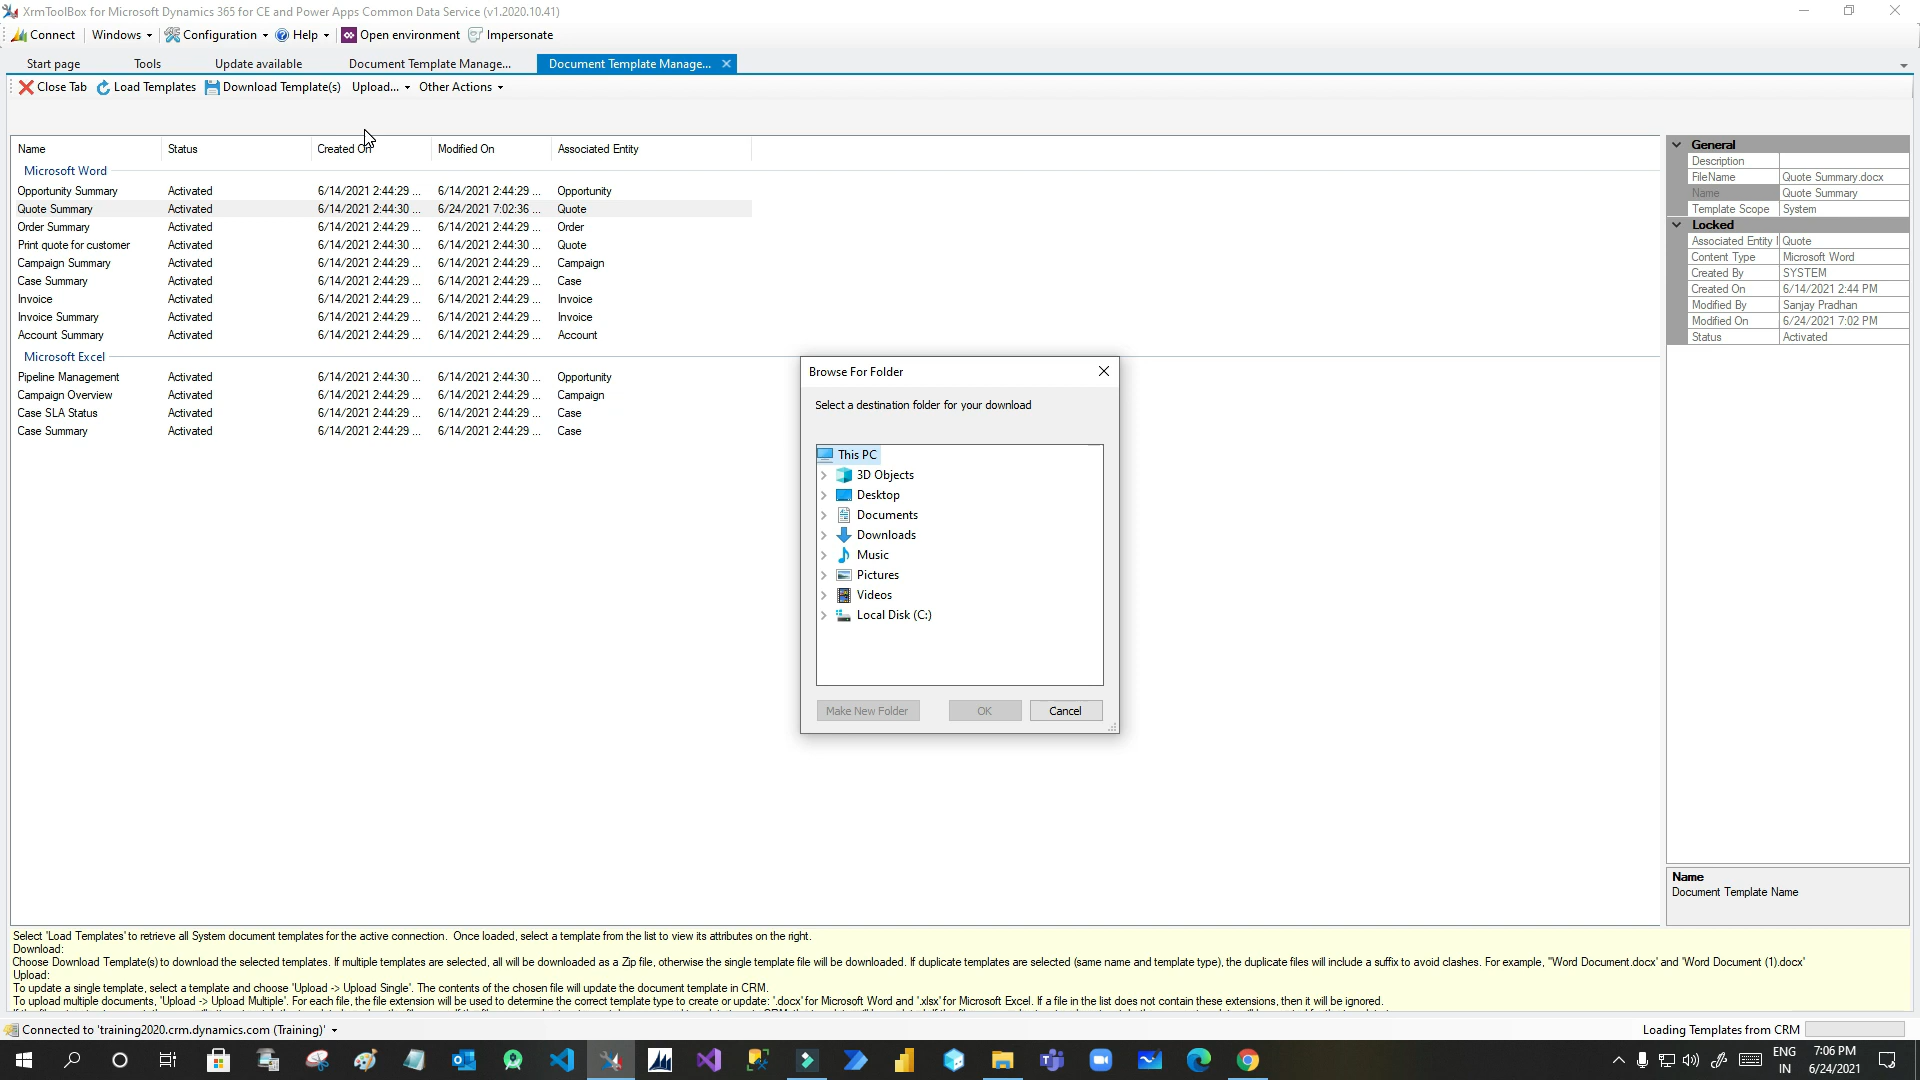 XrmToolBox for Microsoft Dynamics 365 for CE and Power Apps Common Data Service (v1.2020.10.41)
Connect Windows Configuration Help Open environment Impersonate
Start page Tools Update available Document Template Manage... Document Template Manage...
Close Tab Load Templates Download Template(s) Upload... Other Actions
Name Status Created On Modified On Associated Entity
Microsoft Word
Opportunity Summary Activated 6/14/2021 2:44:29 ... 6/14/2021 2:44:29 ... Opportunity
Quote Summary Activated 6/14/2021 2:44:30 ... 6/24/2021 7:02:36 ... Quote
Order Summary Activated 6/14/2021 2:44:29 ... 6/14/2021 2:44:29 ... Order
Print quote for customer Activated 6/14/2021 2:44:30 ... 6/14/2021 2:44:30 ... Quote
Campaign Summary Activated 6/14/2021 2:44:29 ... 6/14/2021 2:44:29 ... Campaign
Case Summary Activated 6/14/2021 2:44:29 ... 6/14/2021 2:44:29 ... Case
Invoice Activated 6/14/2021 2:44:29 ... 6/14/2021 2:44:29 ... Invoice
Invoice Summary Activated 6/14/2021 2:44:29 ... 6/14/2021 2:44:29 ... Invoice
Account Summary Activated 6/14/2021 2:44:29 ... 6/14/2021 2:44:29 ... Account
Microsoft Excel
Pipeline Management Activated 6/14/2021 2:44:30 ... 6/14/2021 2:44:30 ... Opportunity
Campaign Overview Activated 6/14/2021 2:44:29 ... 6/14/2021 2:44:29 ... Campaign
Case SLA Status Activated 6/14/2021 2:44:29 ... 6/14/2021 2:44:29 ... Case
Case Summary Activated 6/14/2021 2:44:29 ... 6/14/2021 2:44:29 ... Case
Browse For Folder
Select a destination folder for your download
This PC
3D Objects
Desktop
Documents
Downloads
Music
Pictures
Videos
Local Disk (C:)
Make New Folder OK Cancel
General
Description
FileName Quote Summary.docx
Name Quote Summary
Template Scope System
Locked
Associated Entity Quote
Content Type Microsoft Word
Created By SYSTEM
Created On 6/14/2021 2:44 PM
Modified By Sanjay Pradhan
Modified On 6/24/2021 7:02 PM
Status Activated
Name
Document Template Name
Select 'Load Templates' to retrieve all System document templates for the active connection. Once loaded, select a template from the list to view its attributes on the right.
Download:
Choose Download Template(s) to download the selected templates. If multiple templates are selected, all will be downloaded as a Zip file, otherwise the single template file will be downloaded. If duplicate templates are selected (same name and template type), the duplicate files will include a suffix to avoid clashes. For example, "Word Document.docx' and 'Word Document (1).docx'
Upload:
To update a single template, select a template and choose 'Upload -> Upload Single'. The contents of the chosen file will update the document template in CRM.
To upload multiple documents, 'Upload -> Upload Multiple'. For each file, the file extension will be used to determine the correct template type to create or update: '.docx' for Microsoft Word and '.xlsx' for Microsoft Excel. If a file in the list does not contain these extensions, then it will be ignored.
Connected to 'training2020.crm.dynamics.com (Training)' Loading Templates from CRM
ENG
IN
7:06 PM
6/24/2021